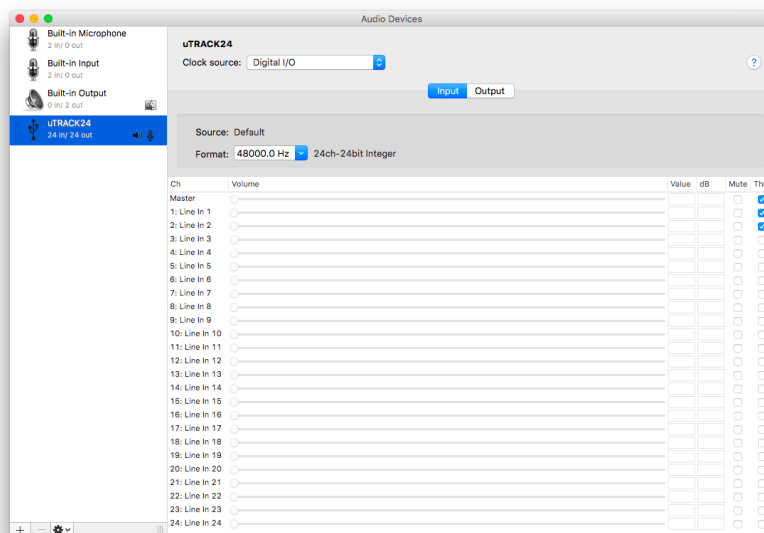 Audio Devices
Built-in Microphone
2 in/ 0 out
Built-in Input
2 in/ 0 out
Built-in Output
0 in/ 2 out
uTRACK24
24 in/ 24 out
uTRACK24
Clock source: Digital I/O
?
Input Output
Source: Default
Format: 48000.0 Hz 24ch-24bit Integer
Ch Volume Value dB Mute
Master
1: Line In 1
2: Line In 2
3: Line In 3
4: Line In 4
5: Line In 5
6: Line In 6
7: Line In 7
8: Line In 8
9: Line In 9
10: Line In 10
11: Line In 11
12: Line In 12
13: Line In 13
14: Line In 14
15: Line In 15
16: Line In 16
17: Line In 17
18: Line In 18
19: Line In 19
20: Line In 20
21: Line In 21
22: Line In 22
23: Line In 23
24: Line In 24